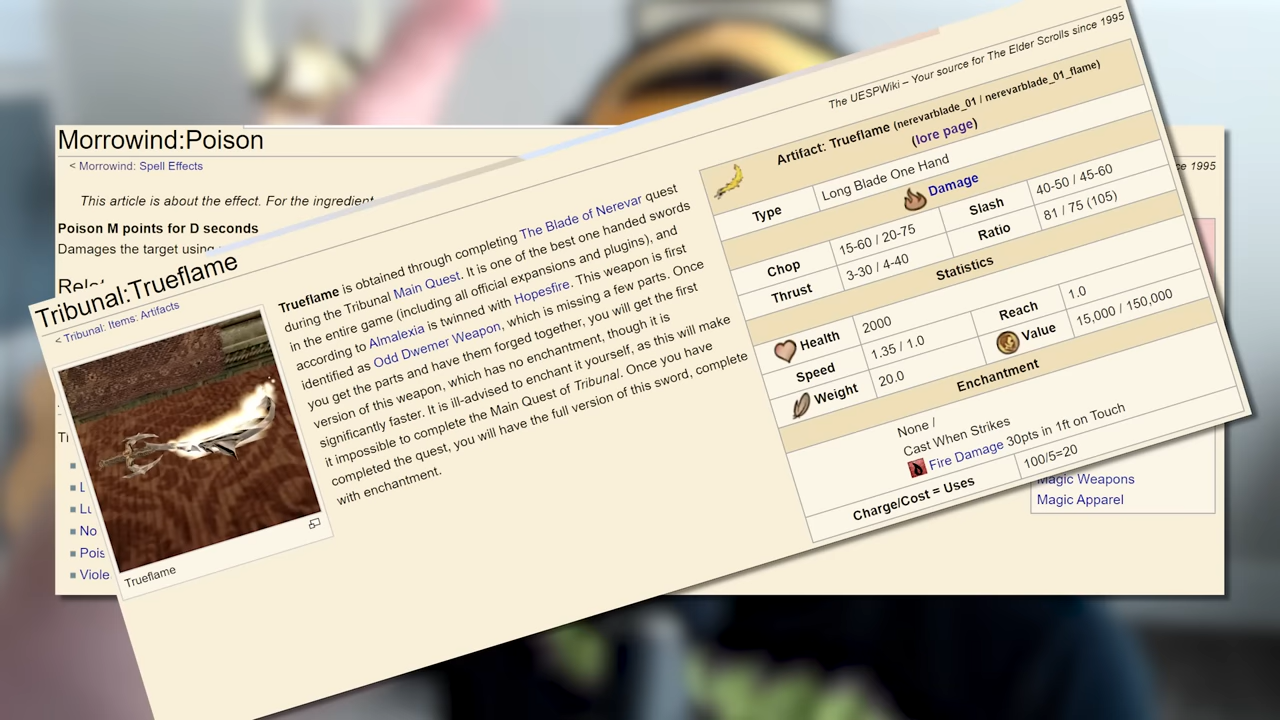 Morrowind:Poison
< Morrowind: Spell Effects
This article is about the effect. For the ingredient
Poison M points for D seconds
Damages the target using
ce 1995
No
Pois
Viole
Magic Weapons
Magic Apparel
The UESPWiki – Your source for The Elder Scrolls since 1995
Tribunal:Trueflame
< Tribunal: Items: Artifacts
Trueflame
Trueflame is obtained through completing The Blade of Nerevar quest
during the Tribunal Main Quest. It is one of the best one handed swords
in the entire game (including all official expansions and plugins), and
according to Almalexia is twinned with Hopesfire. This weapon is first
identified as Odd Dwemer Weapon, which is missing a few parts. Once
you get the parts and have them forged together, you will get the first
version of this weapon, which has no enchantment, though it is
significantly faster. It is ill-advised to enchant it yourself, as this will make
it impossible to complete the Main Quest of Tribunal. Once you have
completed the quest, you will have the full version of this sword, complete
with enchantment.
Artifact: Trueflame (nerevarblade_01 / nerevarblade_01_flame)
(lore page)
Type Long Blade One Hand
Damage
Chop 15-60 / 20-75 Slash 40-50 / 45-60
Thrust 3-30 / 4-40 Ratio 81 / 75 (105)
Statistics
Health 2000 Reach 1.0
Speed 1.35 / 1.0 Value 15,000 / 150,000
Weight 20.0
Enchantment
None /
Cast When Strikes
Fire Damage 30pts in 1ft on Touch
Charge/Cost = Uses 100/5=20